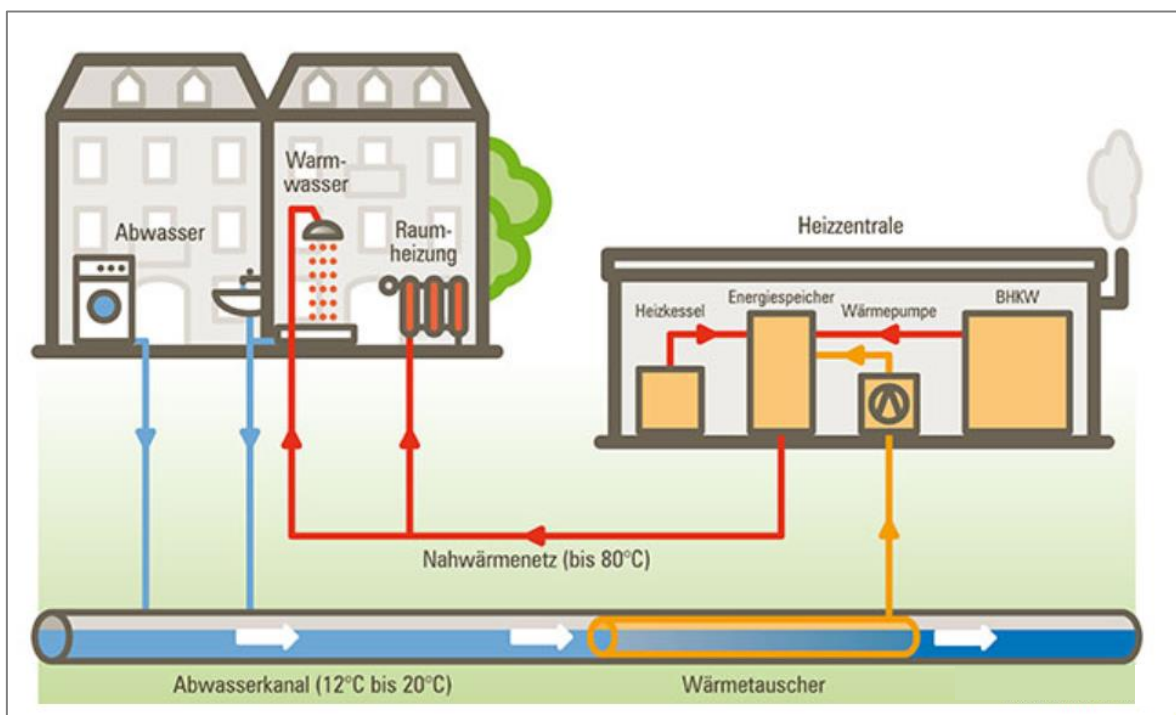 Warm-
wasser
Abwasser
Raum-
heizung
Heizzentrale
Heizkessel
Energiespeicher
Wärmepumpe
BHKW
Nahwärmenetz (bis 80°C)
Abwasserkanal (12°C bis 20°C)
Wärmetauscher